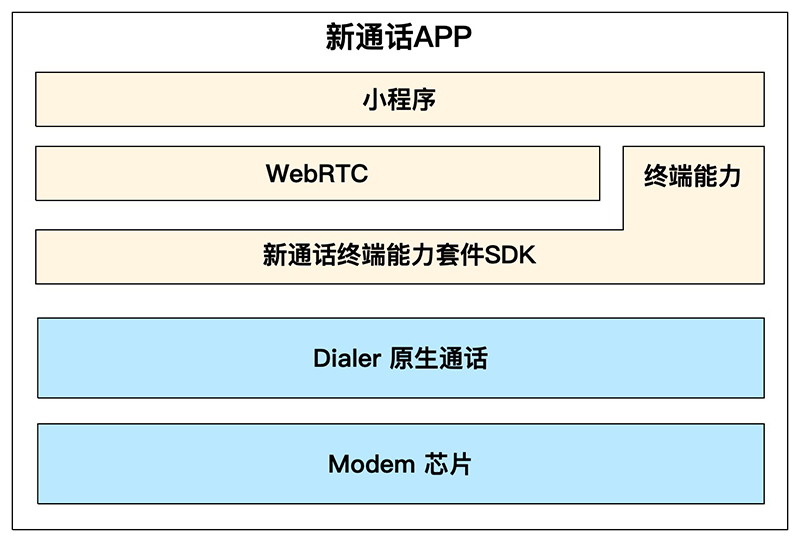 新通话APP
小程序
WebRTC
终端能力
新通话终端能力套件SDK
Dialer 原生通话
Modem 芯片